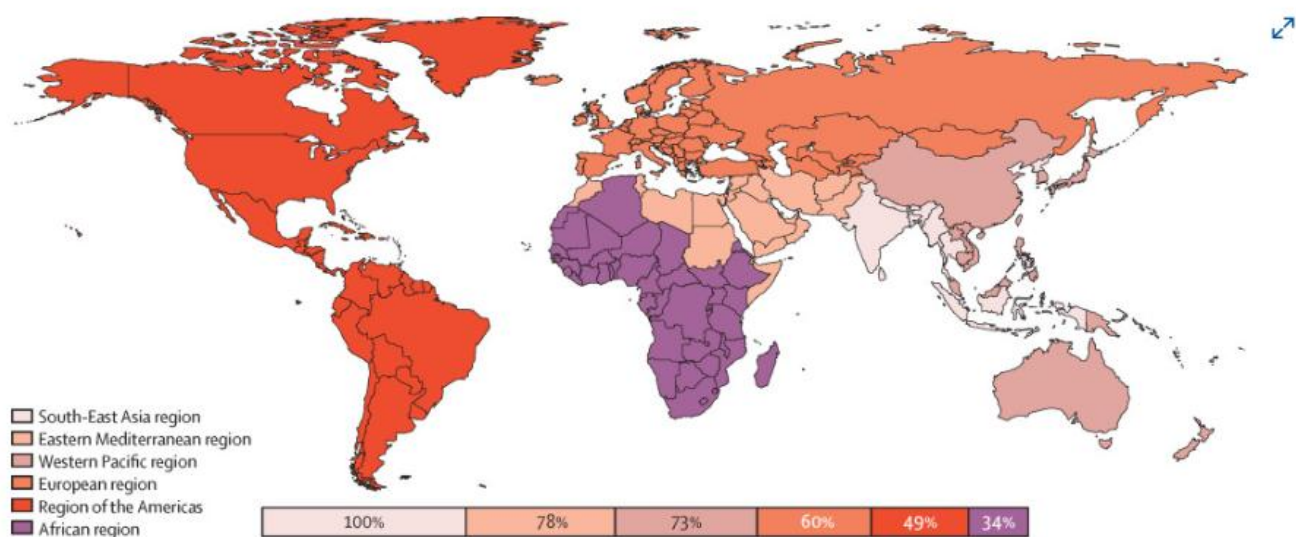 South-East Asia region
Eastern Mediterranean region
Western Pacific region
European region
Region of the Americas
African region
100% 78% 73% 60% 49% 34%